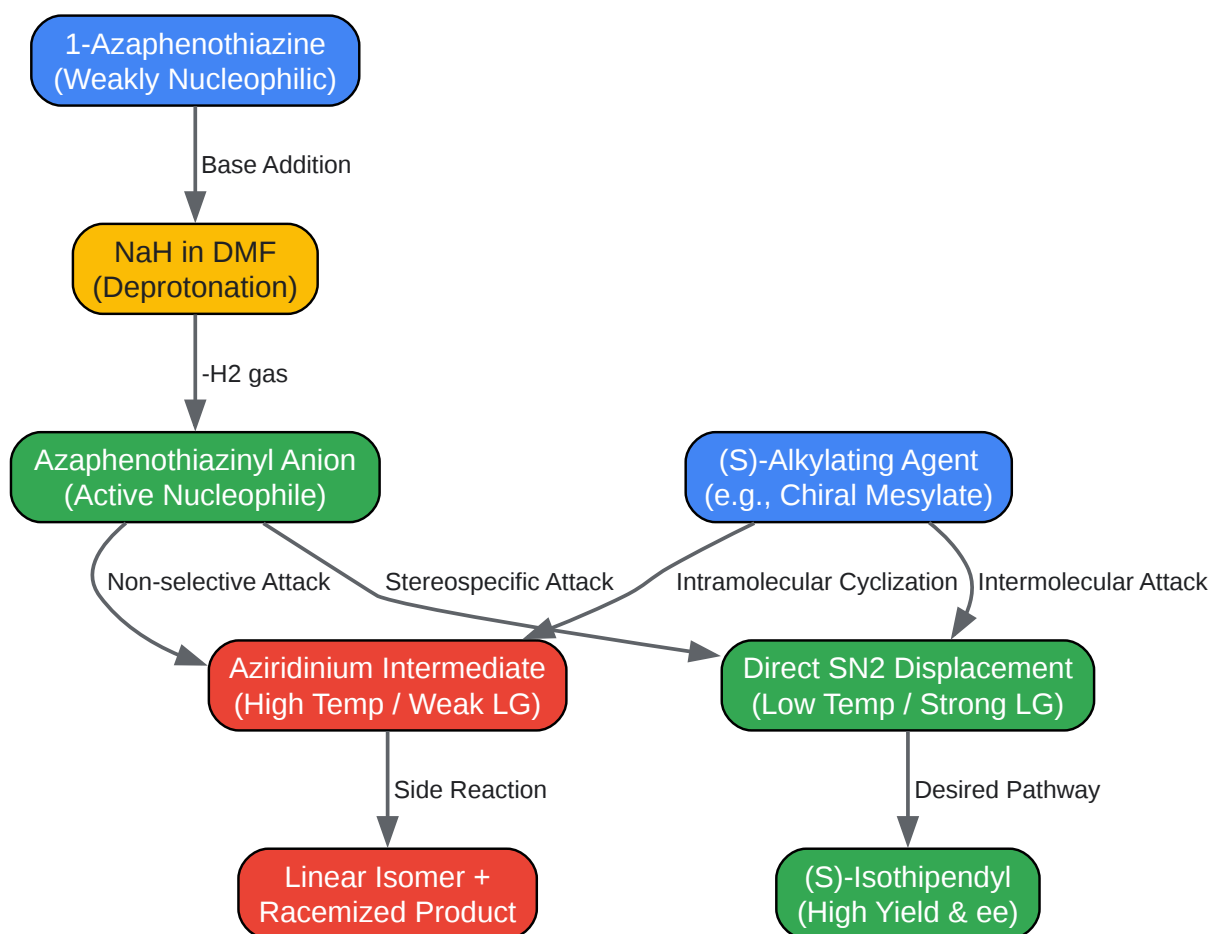 1-Azaphenothiazine
(Weakly Nucleophilic)
Base Addition
NaH in DMF
(Deprotonation)
-H2 gas
Azaphenothiazinyl Anion
(Active Nucleophile)
(S)-Alkylating Agent
(e.g., Chiral Mesylate)
Non-selective Attack
Stereospecific Attack
Intramolecular Cyclization
Intermolecular Attack
Aziridinium Intermediate
(High Temp / Weak LG)
Direct SN2 Displacement
(Low Temp / Strong LG)
Side Reaction
Desired Pathway
Linear Isomer +
Racemized Product
(S)-Isothipendyl
(High Yield & ee)